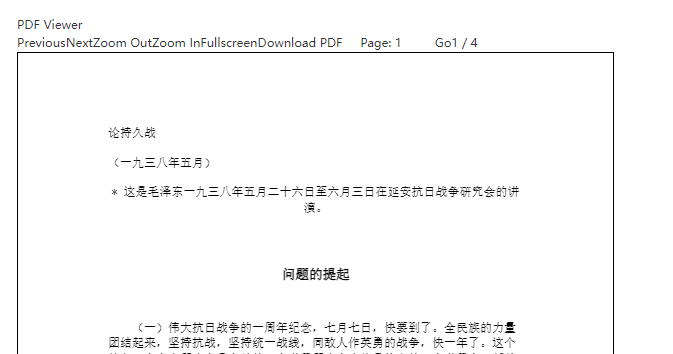 PDF Viewer
PreviousNextZoom OutZoom InFullscreenDownload PDF Page: 1 Go1 / 4
论持久战
（一九三八年五月）
* 这是毛泽东一九三八年五月二十六日至六月三日在延安抗日战争研究会的讲
演。
问题的提起
（一）伟大抗日战争的一周年纪念，七月七日，快要到了。全民族的力量
团结起来，坚持抗战，坚持统一战线，同敌人作英勇的战争，快一年了。这个